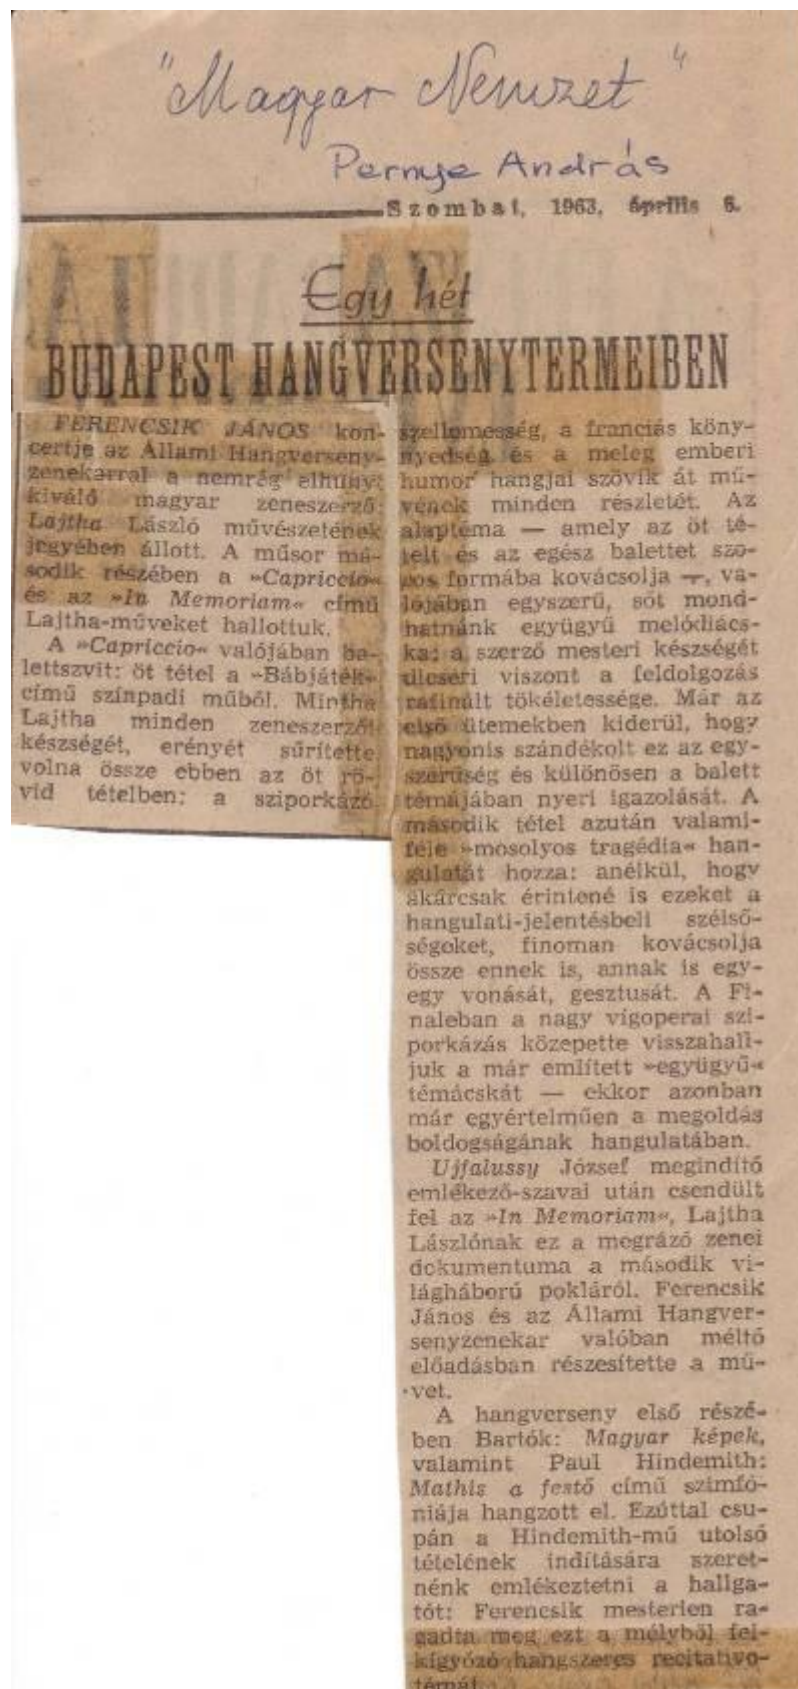 "Magyar Nemzet"
Pernye András
Szombat, 1963. április 6.
Egy hét
BUDAPEST HANGVERSENYTERMEIBEN
FERENCSIK JÁNOS kon-
certje az Állami Hangverseny-
zenekarral a nemrég elhunyt
kiváló magyar zeneszerző:
Lajtha László művészetének
jegyében állott. A műsor má-
sodik részében a »Capriccio«
és az »In Memoriam« című
Lajtha-műveket hallottuk.
A »Capriccio« valójában ba-
lettszvit: öt tétel a »Bábjáték«
című színpadi műből. Mintha
Lajtha minden zeneszerzői
készségét, erényét sűrítette
volna össze ebben az öt rö-
vid tételben: a sziporkázó
szellemesség, a franciás köny-
nyedség és a meleg emberi
humor hangjai szövik át mű-
vének minden részletét. Az
alaptéma — amely az öt té-
telt és az egész balettet szo-
ros formába kovácsolja —, va-
lójában egyszerű, sőt mond-
hatnánk együgyű melódiács-
ka: a szerző mesteri készségét
dicséri viszont a feldolgozás
rafinált tökéletessége. Már az
első ütemekben kiderül, hogy
nagyonis szándékolt ez az egy-
szerűség és különösen a balett
témájában nyeri igazolását. A
második tétel azután valami-
féle »mosolyos tragédia« han-
gulatát hozza: anélkül, hogy
akárcsak érintené is ezeket a
hangulati-jelentésbeli szélső-
ségeket, finoman kovácsolja
össze ennek is, annak is egy-
egy vonását, gesztusát. A Fi-
naleban a nagy vígoperai szi-
porkázás közepette visszahall-
juk a már említett »együgyű«
témácskát — ekkor azonban
már egyértelműen a megoldás
boldogságának hangulatában.
Ujfalussy József megindító
emlékező-szavai után csendült
fel az »In Memoriam«, Lajtha
Lászlónak ez a megrázó zenei
dokumentuma a második vi-
lágháború pokláról. Ferencsik
János és az Állami Hangver-
senyzenekar valóban méltó
előadásban részesítette a mű-
vet.
A hangverseny első részé-
ben Bartók: Magyar képek,
valamint Paul Hindemith:
Mathis a festő című szimfó-
niája hangzott el. Ezúttal csu-
pán a Hindemith-mű utolsó
tételének indítására szeret-
nénk emlékeztetni a hallga-
tót: Ferencsik mesterien ra-
gadta meg ezt a mélyből fel-
kígyózó hangszeres recitativo-
témát